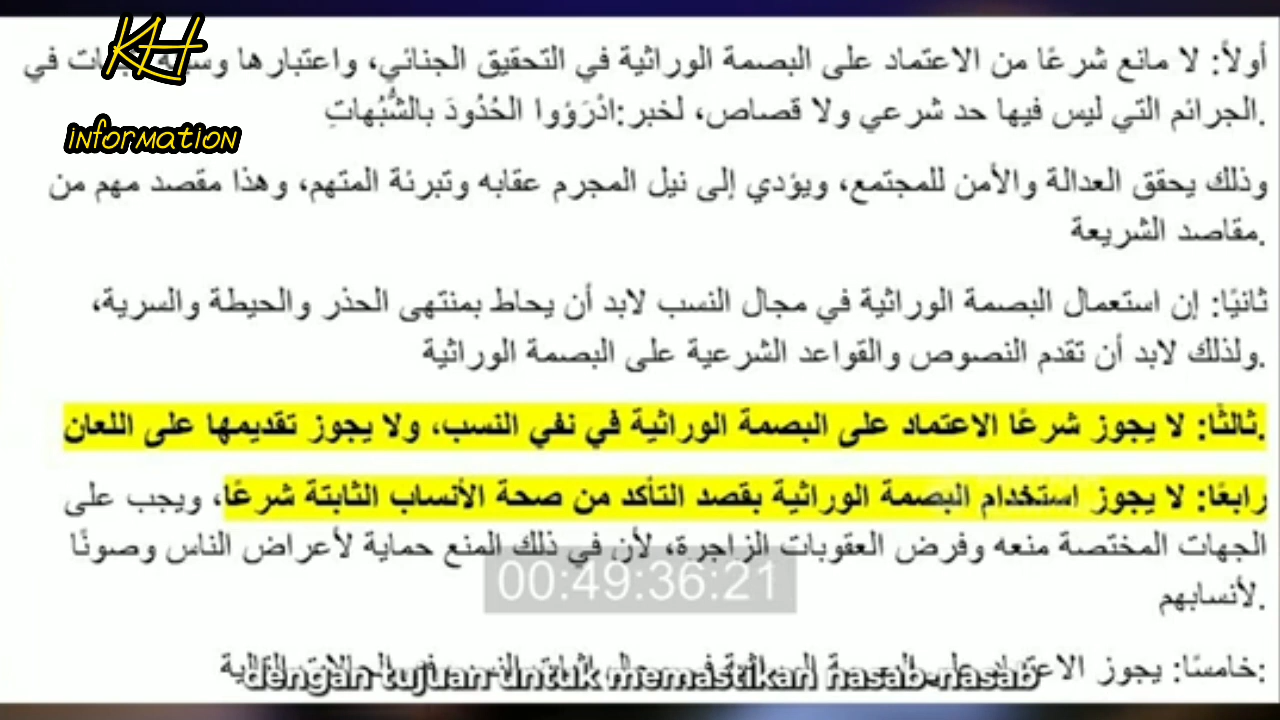 KH
information
أولاً: لا مانع شرعًا من الاعتماد على البصمة الوراثية في التحقيق الجنائي، واعتبارها في
الجرائم التي ليس فيها حد شرعي ولا قصاص، لخبر:ادْرَؤوا الحُدُودَ بالشُّبُهاتِ.
وذلك يحقق العدالة والأمن للمجتمع، ويؤدي إلى نيل المجرم عقابه وتبرئة المتهم، وهذا مقصد مهم من
مقاصد الشريعة.
ثانيًا: إن استعمال البصمة الوراثية في مجال النسب لابد أن يحاط بمنتهى الحذر والحيطة والسرية،
ولذلك لابد أن تقدم النصوص والقواعد الشرعية على البصمة الوراثية.
ثالثًا: لا يجوز شرعًا الاعتماد على البصمة الوراثية في نفي النسب، ولا يجوز تقديمها على اللعان.
رابعًا: لا يجوز استخدام البصمة الوراثية بقصد التأكد من صحة الأنساب الثابتة شرعًا، ويجب على
الجهات المختصة منعه وفرض العقوبات الزاجرة، لأن في ذلك المنع حماية لأعراض الناس وصونًا
00:49:36:21
لأنسابهم.
خامسًا: يجوز
dengan tujuan untuk memastikan nasab-nasab